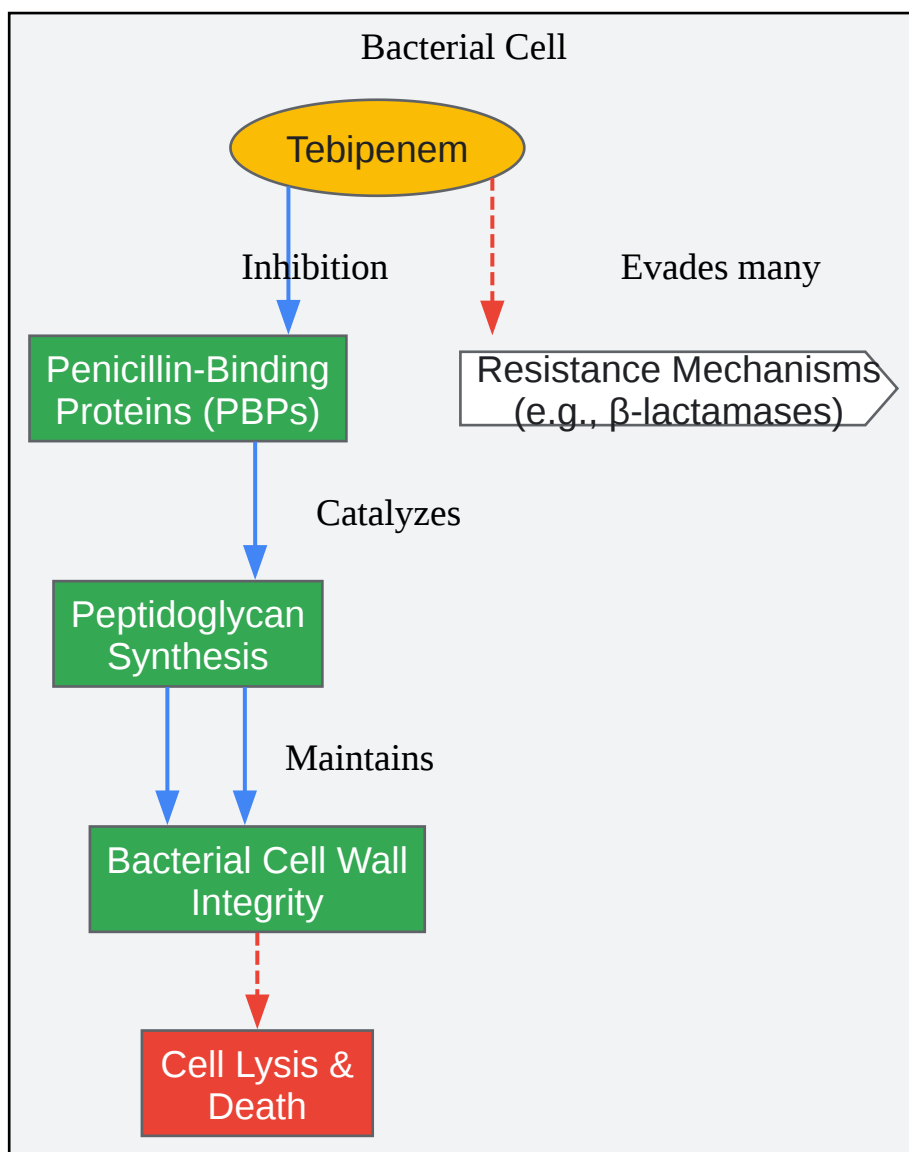 Bacterial Cell
Tebipenem
Inhibition
Evades many
Penicillin-Binding
Proteins (PBPs)
Resistance Mechanisms
(e.g., β-lactamases)
Catalyzes
Peptidoglycan
Synthesis
Maintains
Bacterial Cell Wall
Integrity
Cell Lysis &
Death